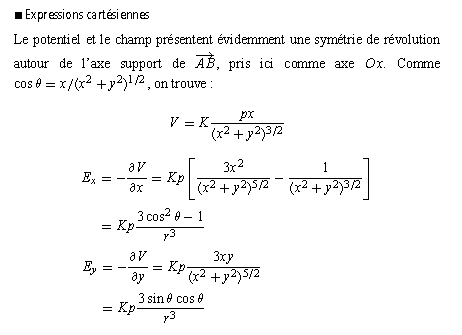 ■ Expressions cartésiennes
Le potentiel et le champ présentent évidemment une symétrie de révolution
autour de l'axe support de $\overrightarrow{AB}$, pris ici comme axe $Ox$. Comme
$\cos\theta = x/(x^2+y^2)^{1/2}$, on trouve :
$V = K\frac{px}{(x^2+y^2)^{3/2}}$
$E_x = -\frac{\partial V}{\partial x} = Kp\left[\frac{3x^2}{(x^2+y^2)^{5/2}} - \frac{1}{(x^2+y^2)^{3/2}}\right]$
$= Kp\frac{3\cos^2\theta - 1}{r^3}$
$E_y = -\frac{\partial V}{\partial y} = Kp\frac{3xy}{(x^2+y^2)^{5/2}}$
$= Kp\frac{3\sin\theta\cos\theta}{r^3}$